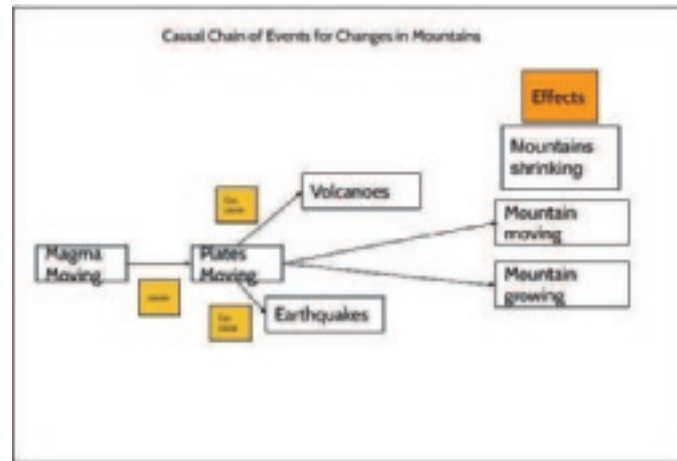 Causal Chain of Events for Changes in Mountains
Effects
Mountains
shrinking
Volcanoes
Mountain
moving
Magma
Moving
Plates
Moving
Mountain
growing
Earthquakes